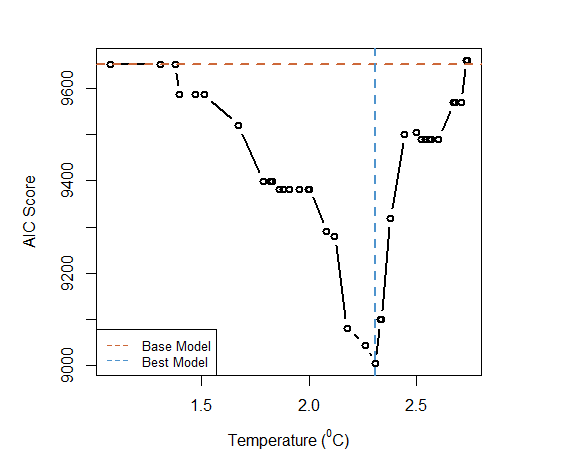 AIC Score
9600
9400
9200
9000
1.5 2.0 2.5
Temperature (⁰C)
Base Model
Best Model